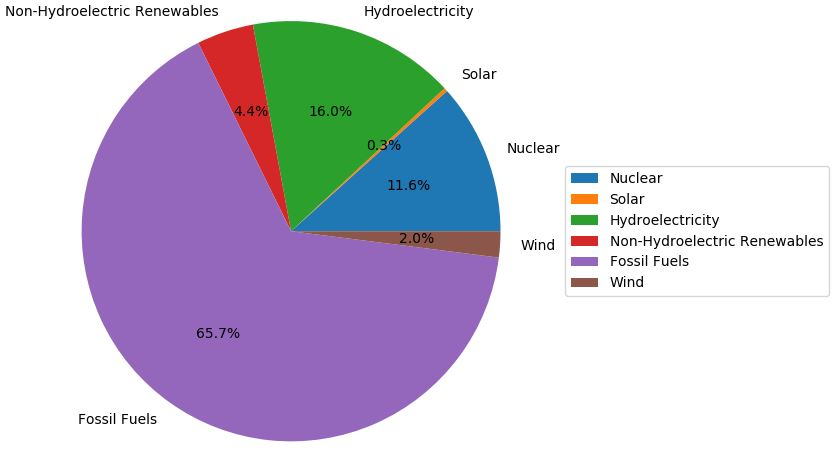 Non-Hydroelectric Renewables
Hydroelectricity
Solar
4.4%
16.0%
0.3%
Nuclear
11.6%
Nuclear
Solar
Hydroelectricity
Non-Hydroelectric Renewables
Fossil Fuels
Wind
2.0%
Wind
65.7%
Fossil Fuels